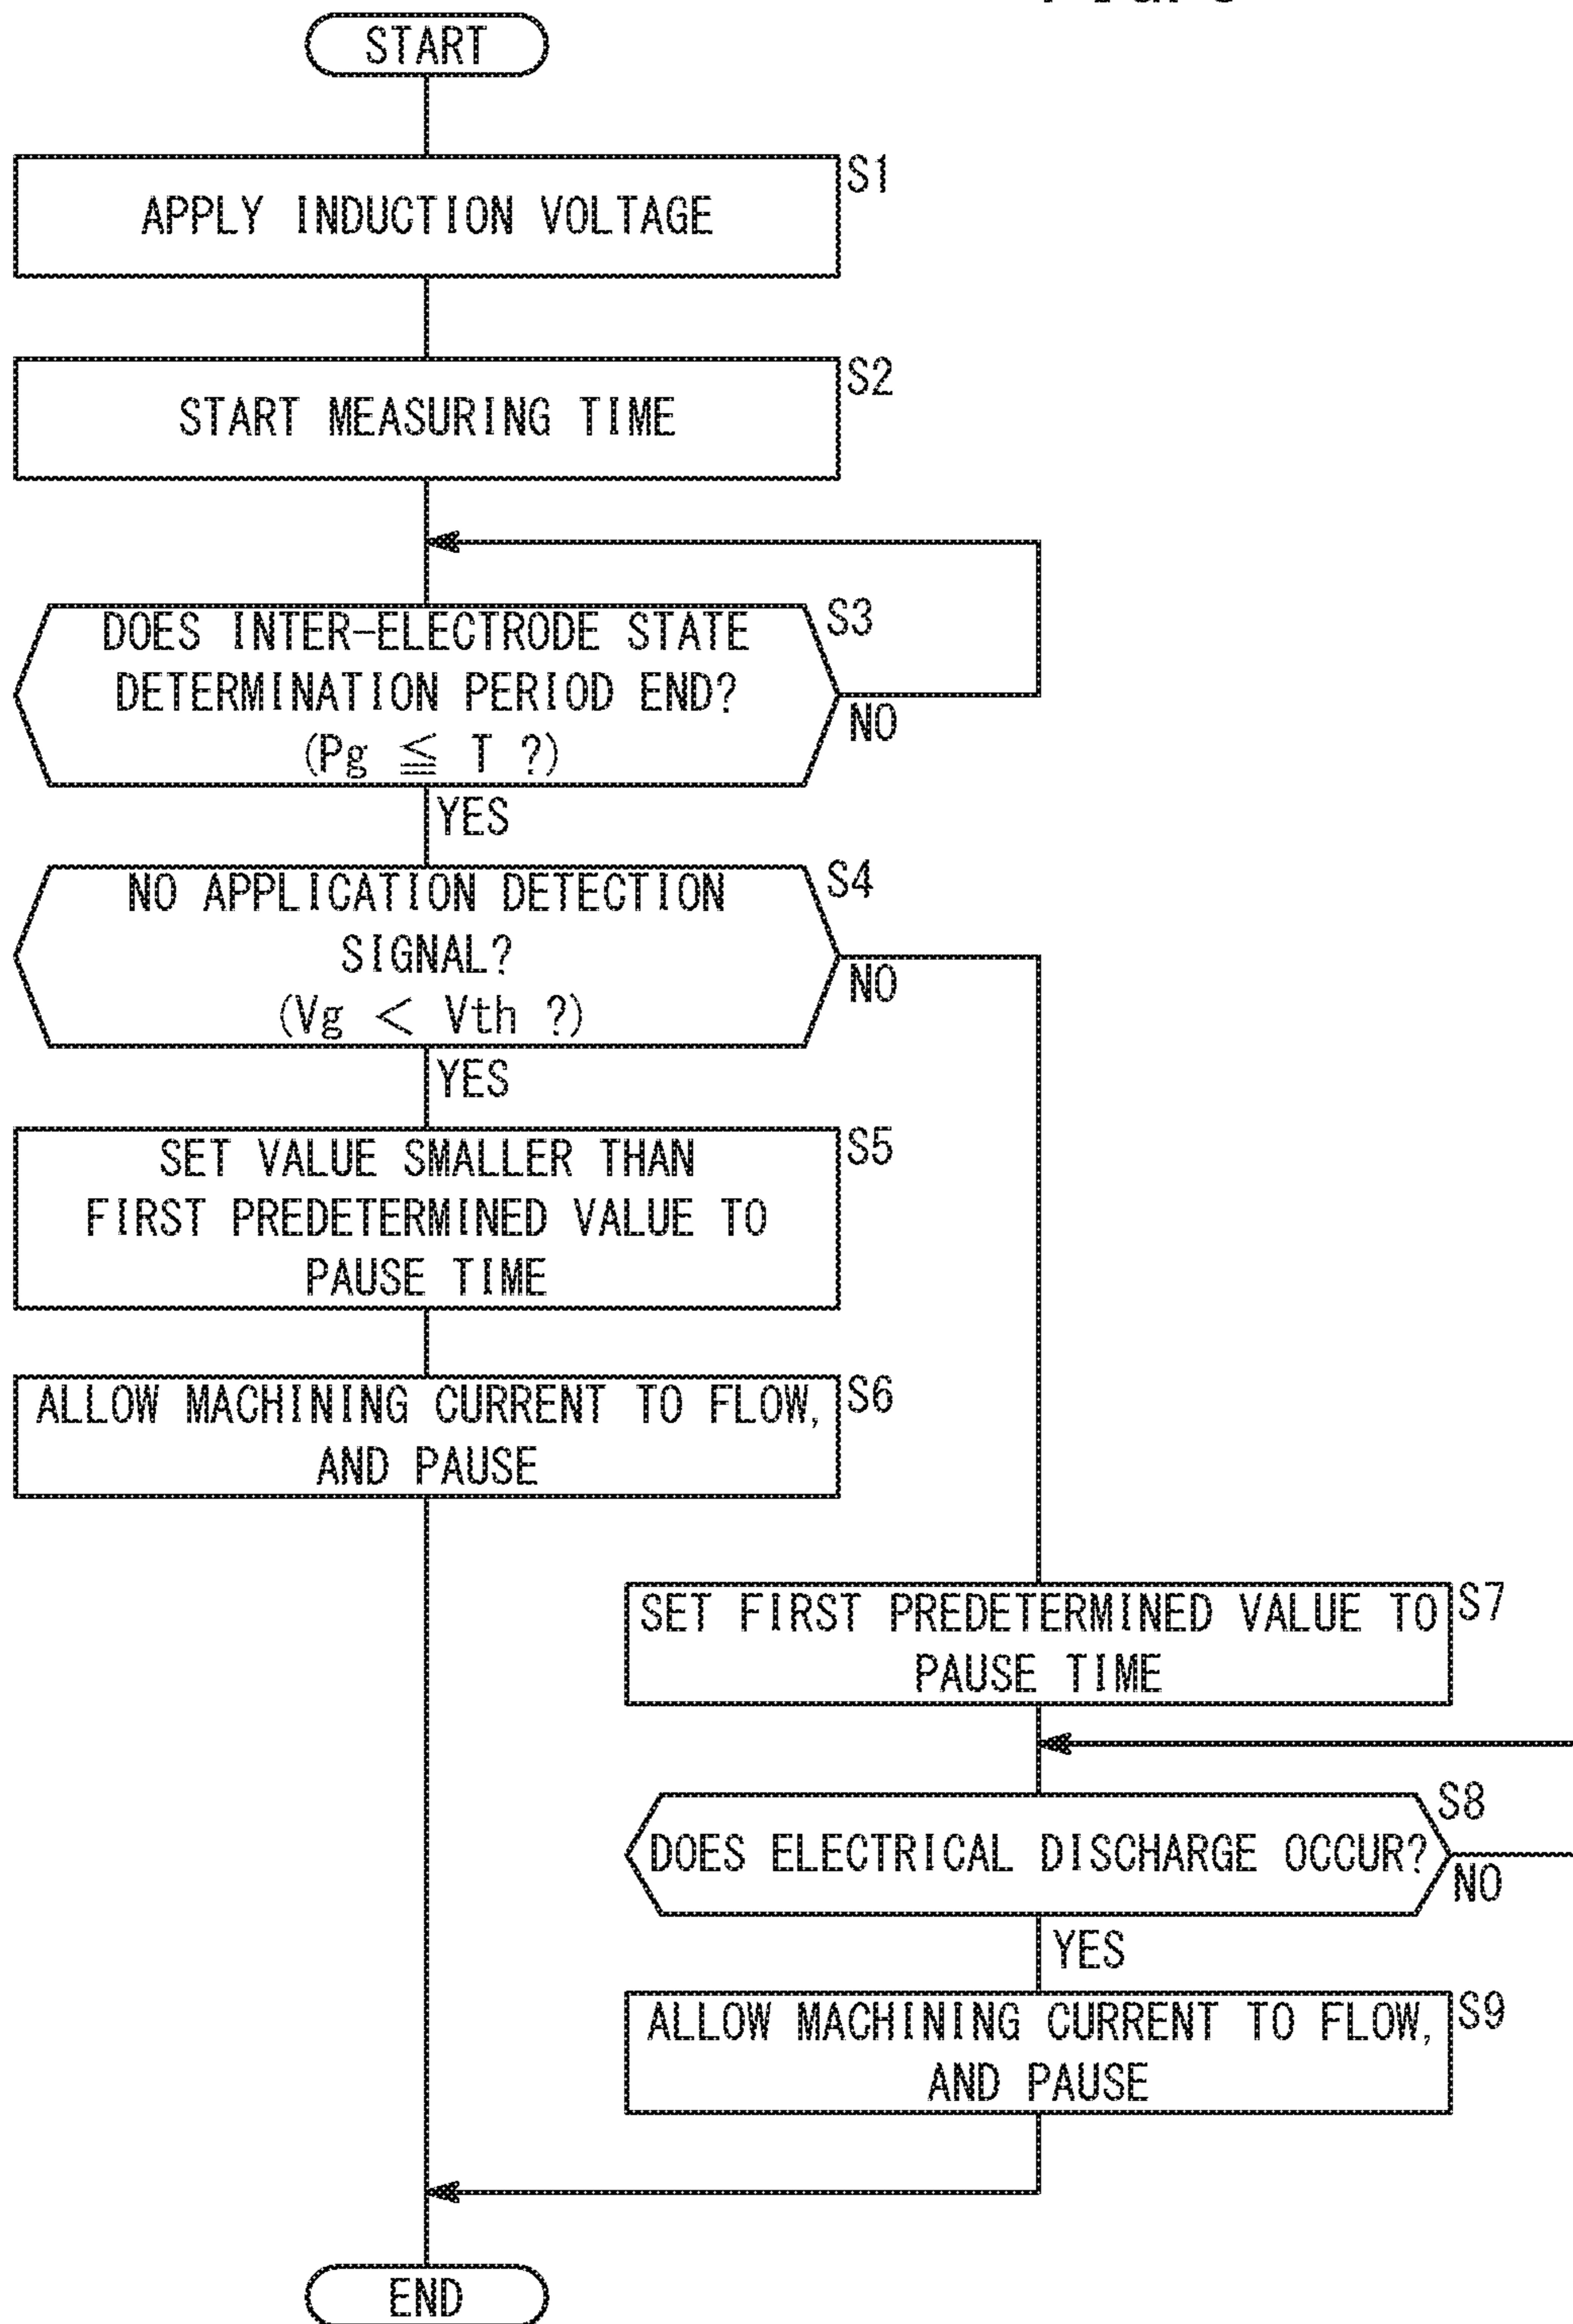 START
S1
APPLY INDUCTION VOLTAGE
S2
START MEASURING TIME
S3
DOES INTER-ELECTRODE STATE
DETERMINATION PERIOD END?
(Pg ≦ T ?)
NO
YES
S4
NO APPLICATION DETECTION
SIGNAL?
(Vg < Vth ?)
NO
YES
S5
SET VALUE SMALLER THAN
FIRST PREDETERMINED VALUE TO
PAUSE TIME
S6
ALLOW MACHINING CURRENT TO FLOW,
AND PAUSE
S7
SET FIRST PREDETERMINED VALUE TO
PAUSE TIME
S8
DOES ELECTRICAL DISCHARGE OCCUR?
NO
YES
S9
ALLOW MACHINING CURRENT TO FLOW,
AND PAUSE
END